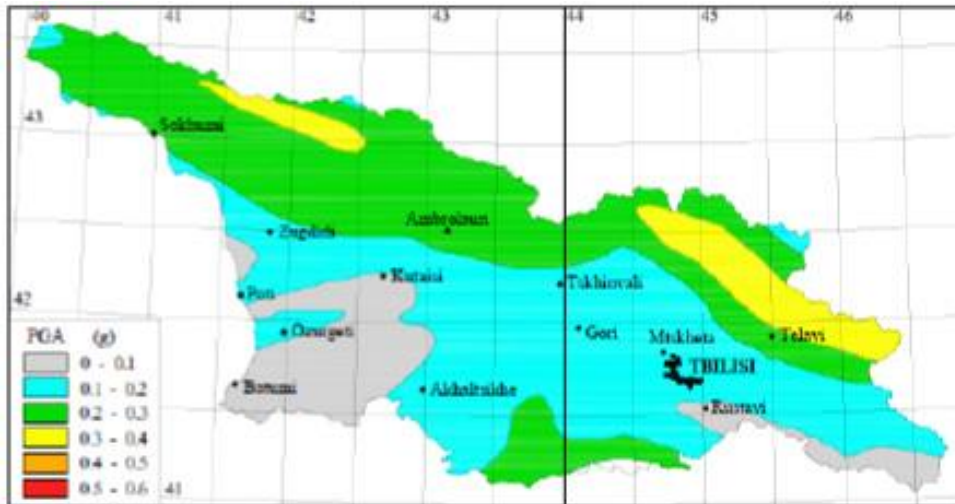 40 41 42 43 44 45 46
43
Sokhumi
Zugdidi
Ambrolauri
Kutaisi
Tskhinvali
42
Poti
Ozurgeti
Gori
Mtskheta
Telavi
TBILISI
Batumi
Akhaltsikhe
Rustavi
PGA (g)
0 - 0.1
0.1 - 0.2
0.2 - 0.3
0.3 - 0.4
0.4 - 0.5
0.5 - 0.6
41